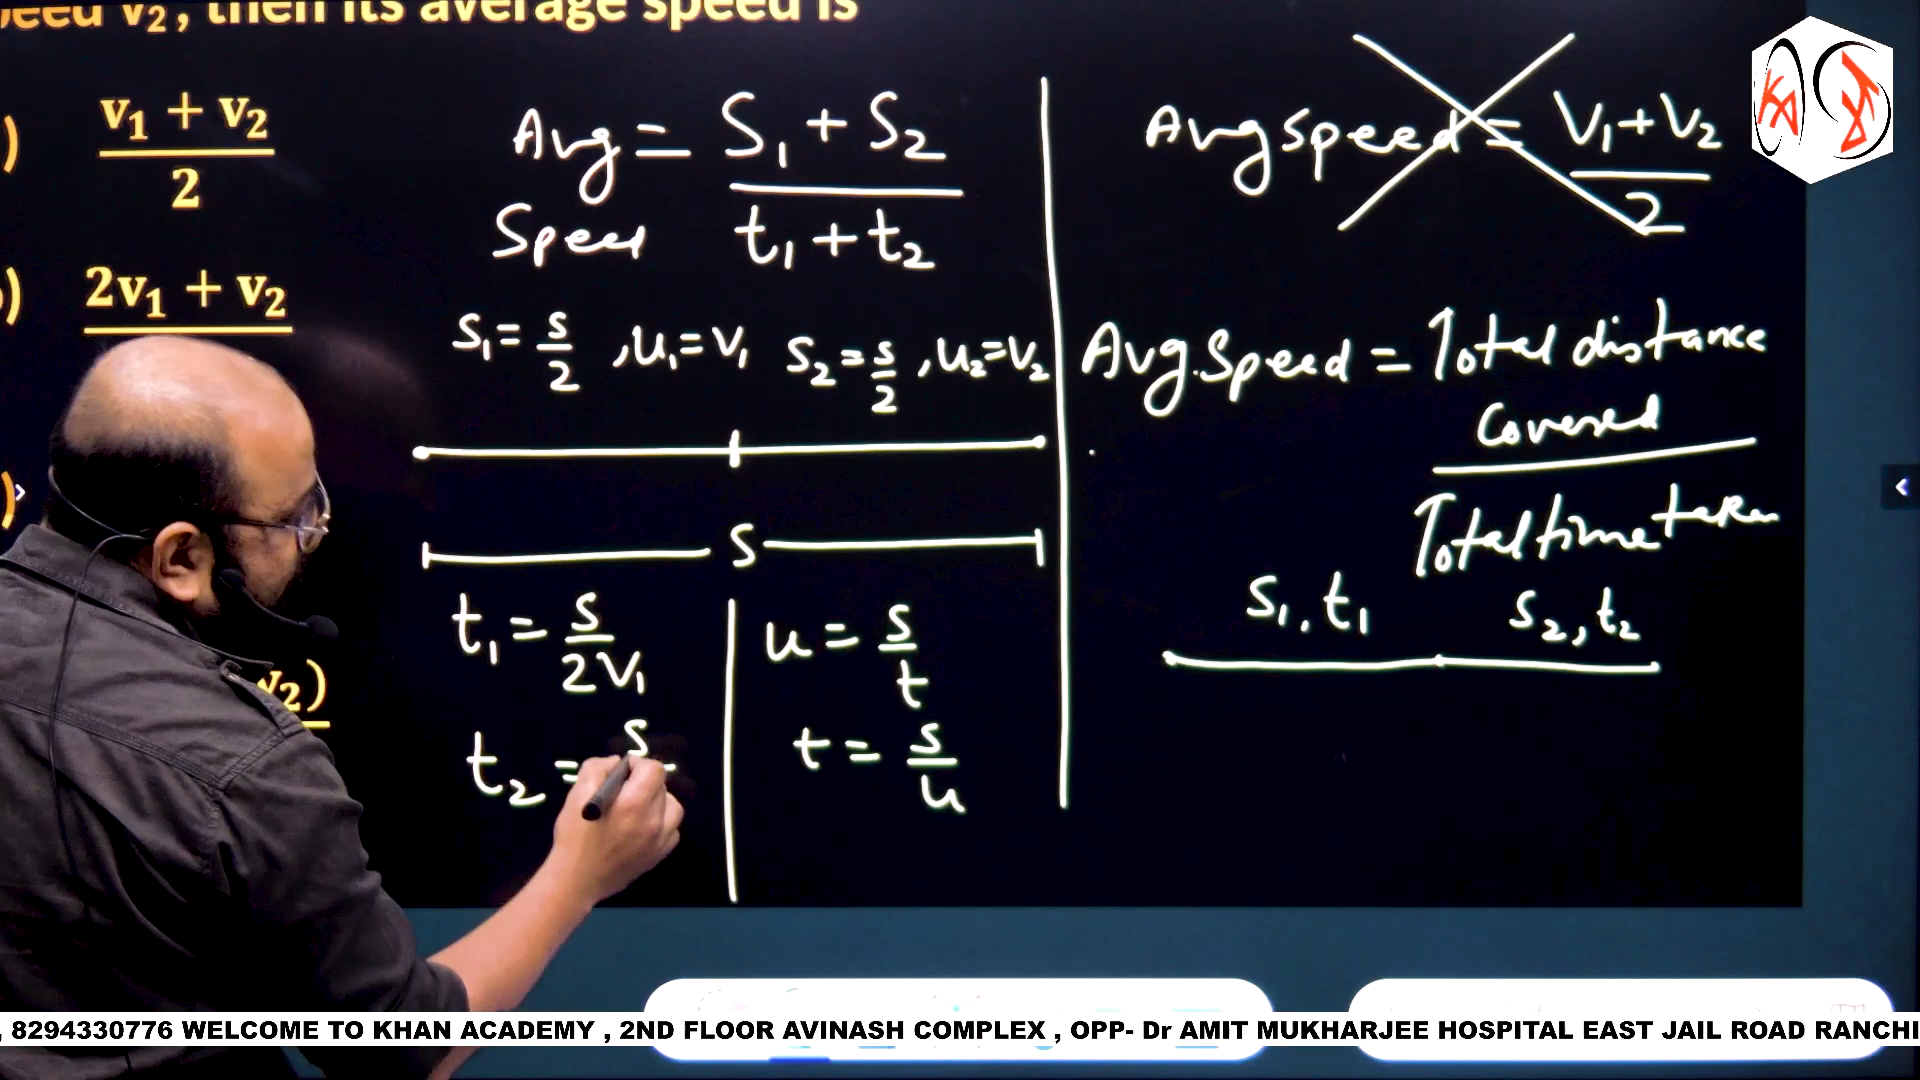 eed v₂, then its average speed is
) v₁ + v₂
2
) 2v₁ + v₂
)
v₂)
Avg Speed = S₁ + S₂
t₁ + t₂
S₁ = s/2 , u₁ = v₁ S₂ = s/2 , u₂ = v₂
S
t₁ = s/2v₁
t₂ = s
u = s/t
t = s/u
Avg Speed = v₁ + v₂
2
Avg. Speed = Total distance
Covered
Total time taken
S₁, t₁ S₂, t₂
, 8294330776 WELCOME TO KHAN ACADEMY , 2ND FLOOR AVINASH COMPLEX , OPP- Dr AMIT MUKHARJEE HOSPITAL EAST JAIL ROAD RANCHI